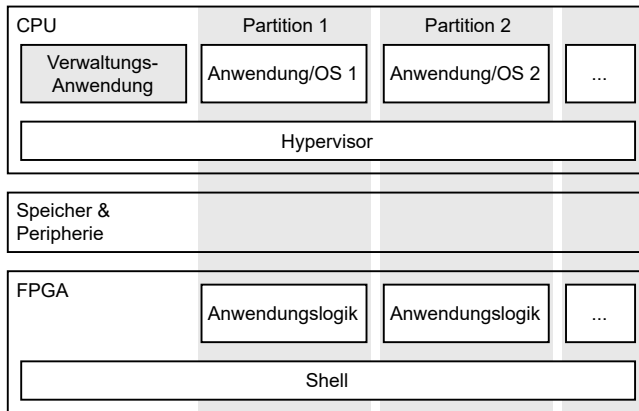 CPU
Partition 1
Partition 2
Verwaltungs-
Anwendung
Anwendung/OS 1
Anwendung/OS 2
...
Hypervisor
Speicher &
Peripherie
FPGA
Anwendungslogik
Anwendungslogik
...
Shell